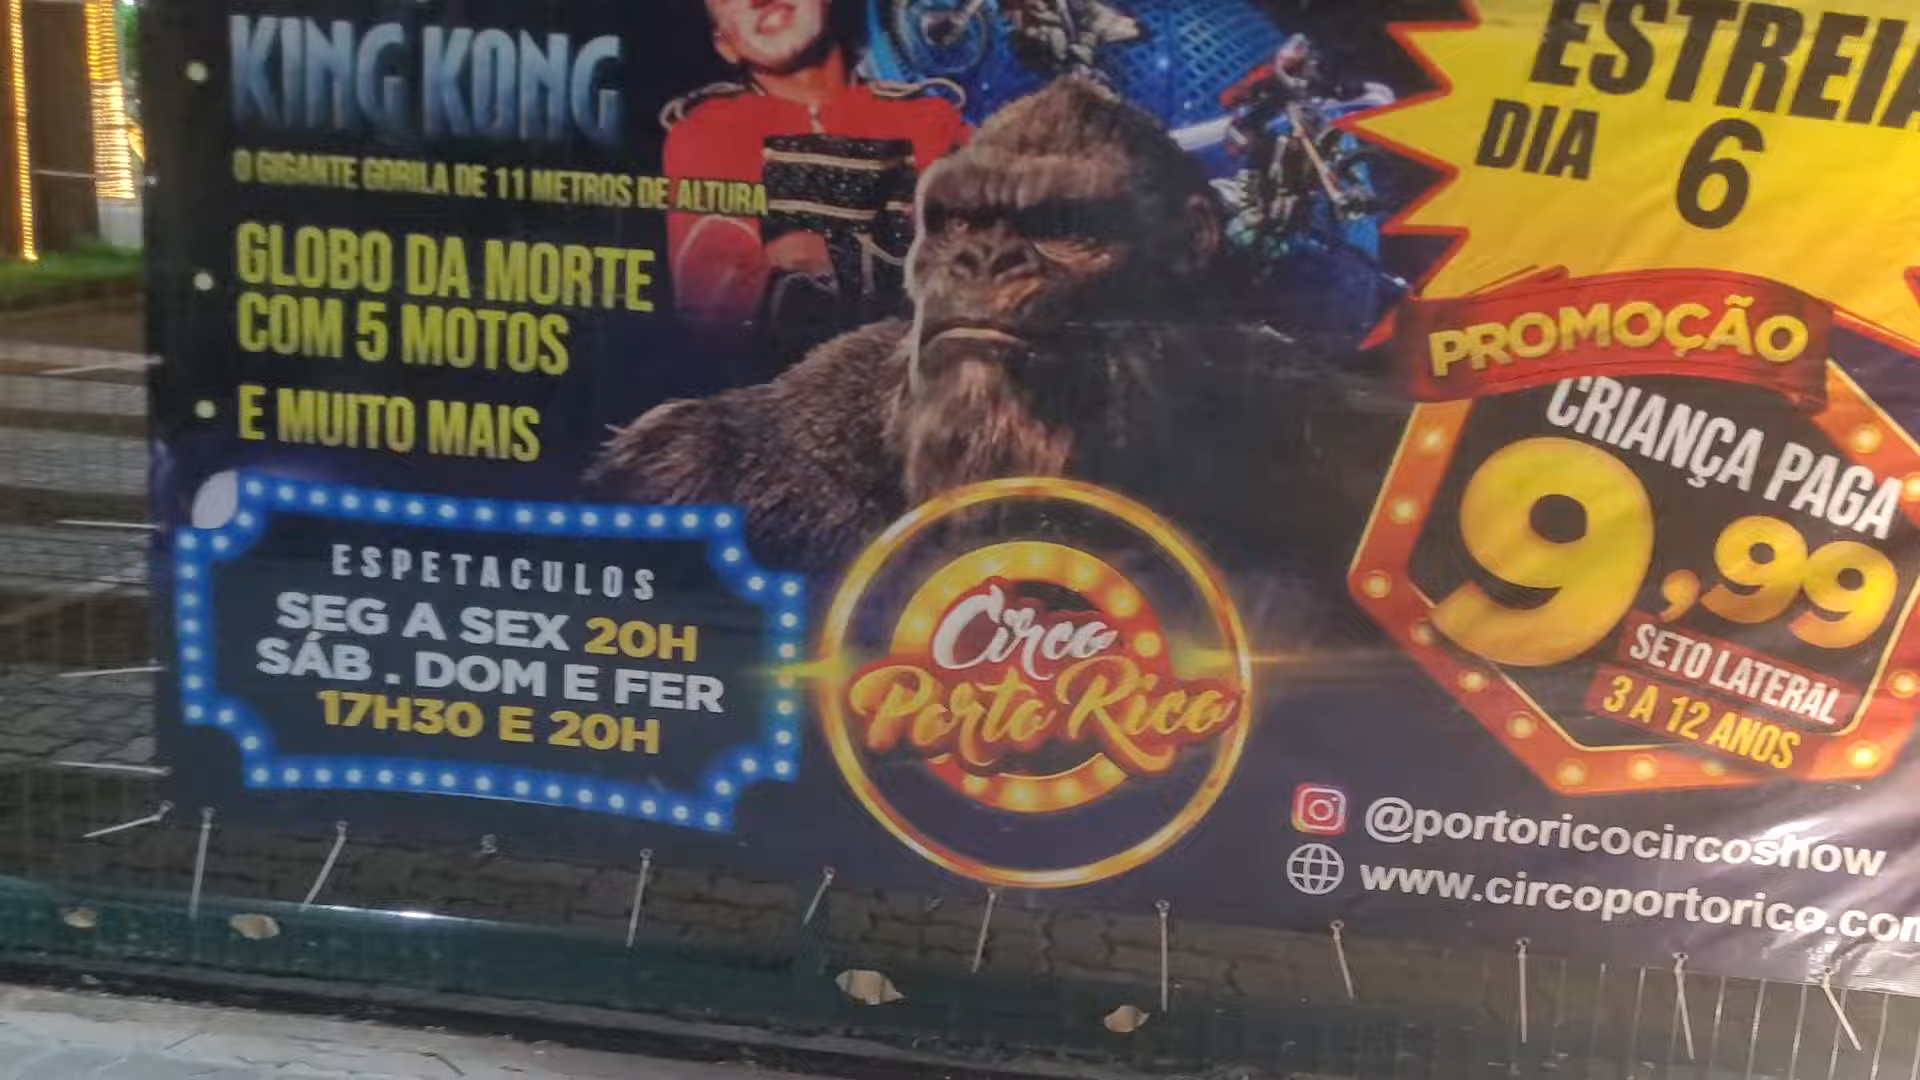 KING KONG
O GIGANTE GORILA DE 11 METROS DE ALTURA
GLOBO DA MORTE
COM 5 MOTOS
E MUITO MAIS
ESPETACULOS
SEG A SEX 20H
SÁB . DOM E FER
17H30 E 20H
Circo
Porto Rico
ESTREIA
DIA 6
PROMOÇÃO
CRIANÇA PAGA
9,99
SETO LATERAL
3 A 12 ANOS
@portoricocircoshow
www.circoportorico.com